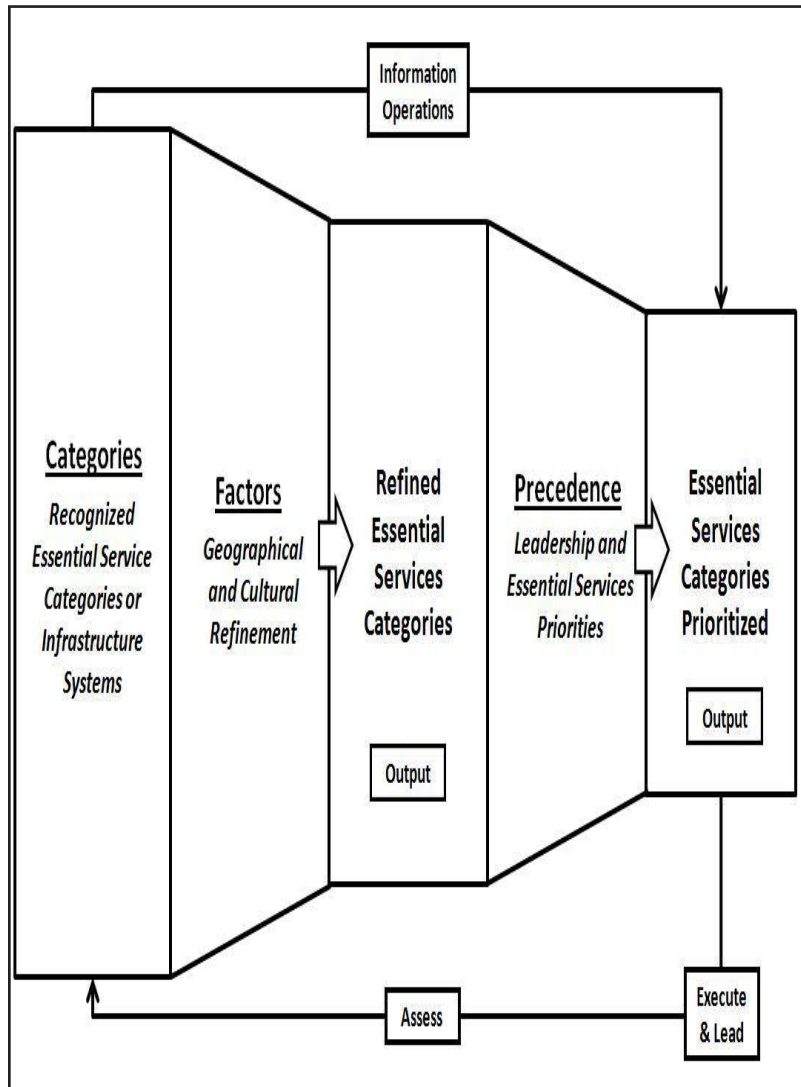 Information
Operations
Categories
Recognized
Essential Service
Categories or
Infrastructure
Systems
Factors
Geographical
and Cultural
Refinement
Refined
Essential
Services
Categories
Output
Precedence
Leadership and
Essential Services
Priorities
Essential
Services
Categories
Prioritized
Output
Assess
Execute
& Lead